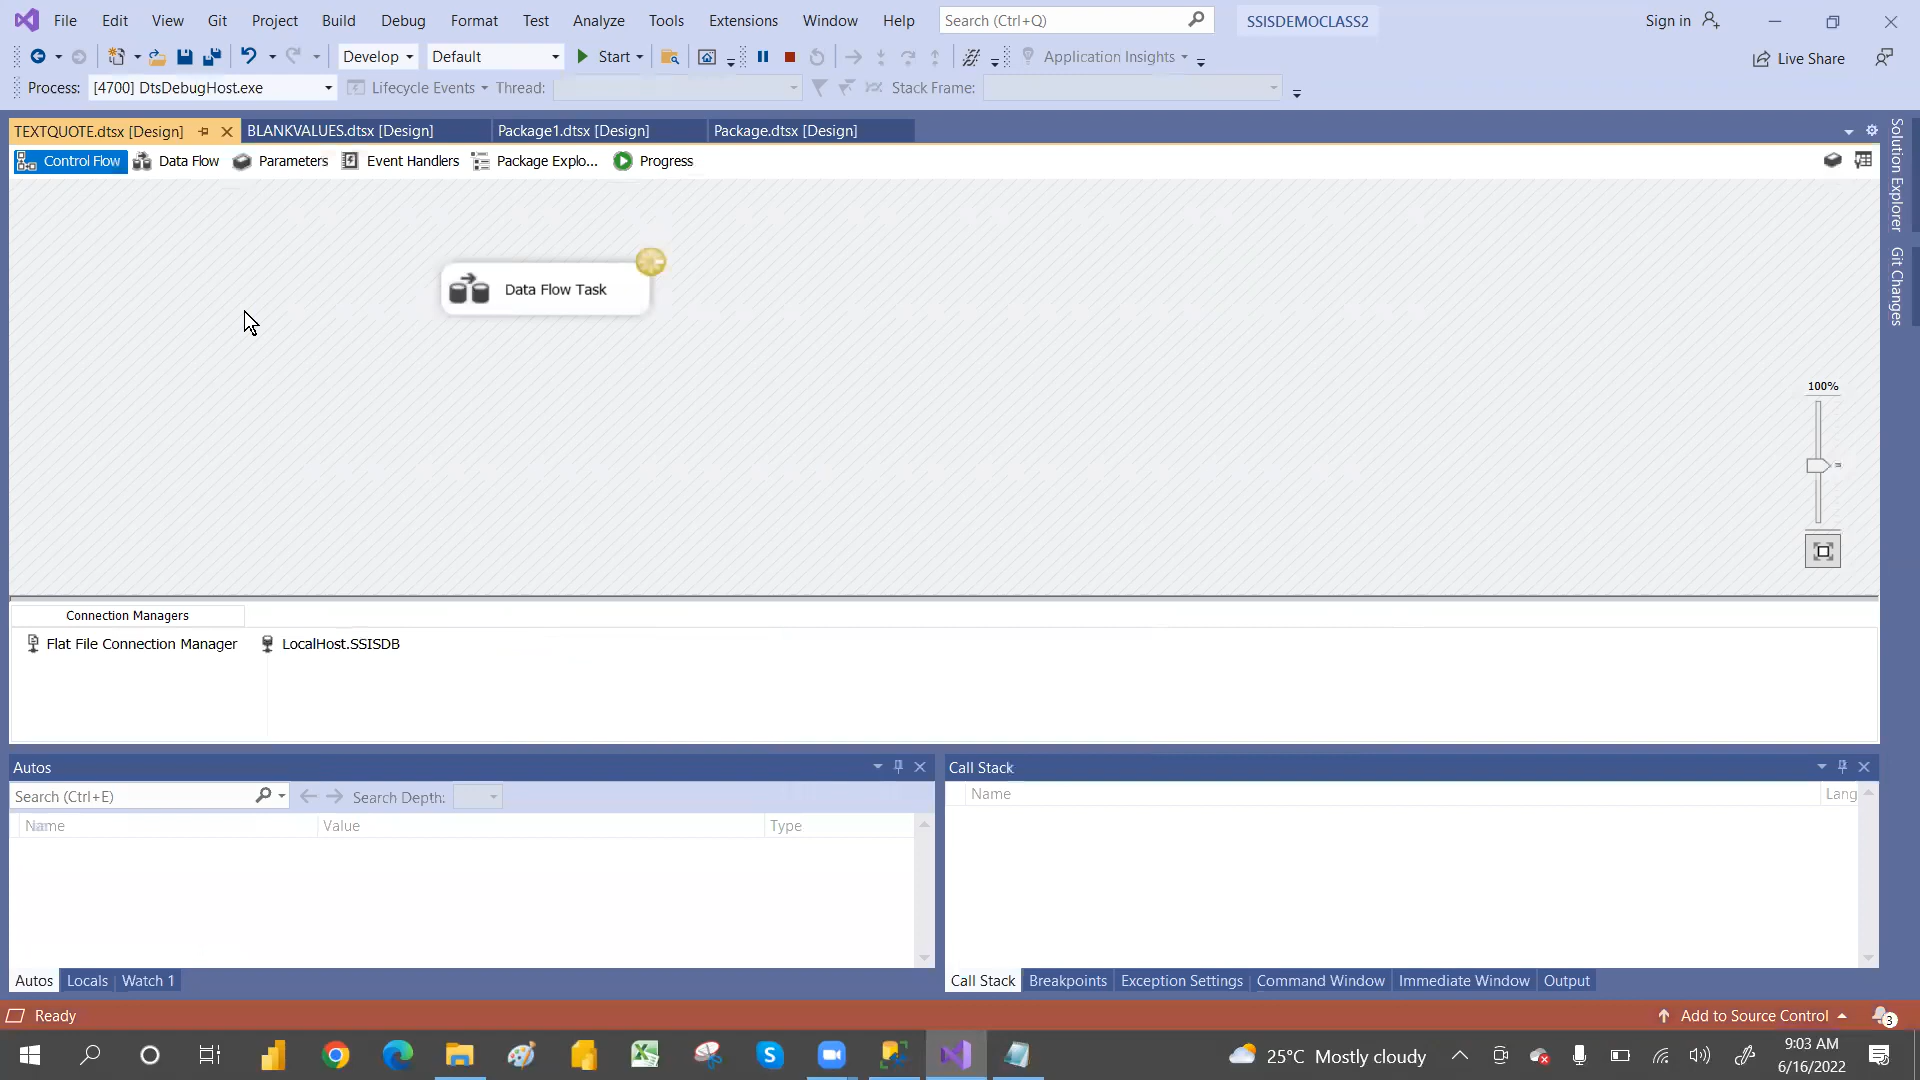 File Edit View Git Project Build Debug Format Test Analyze Tools Extensions Window Help Search (Ctrl+Q) SSISDEMOCLASS2 Sign in
Develop Default Start Application Insights Live Share
Process: [4700] DtsDebugHost.exe Lifecycle Events Thread: Stack Frame:
TEXTQUOTE.dtsx [Design] BLANKVALUES.dtsx [Design] Package1.dtsx [Design] Package.dtsx [Design]
Control Flow Data Flow Parameters Event Handlers Package Explo... Progress
Solution Explorer
Git Changes
Data Flow Task
100%
Connection Managers
Flat File Connection Manager LocalHost.SSISDB
Autos
Search (Ctrl+E) Search Depth:
Name Value Type
Autos Locals Watch 1
Call Stack
Name Lang
Call Stack Breakpoints Exception Settings Command Window Immediate Window Output
Ready Add to Source Control 3
25°C Mostly cloudy
9:03 AM
6/16/2022